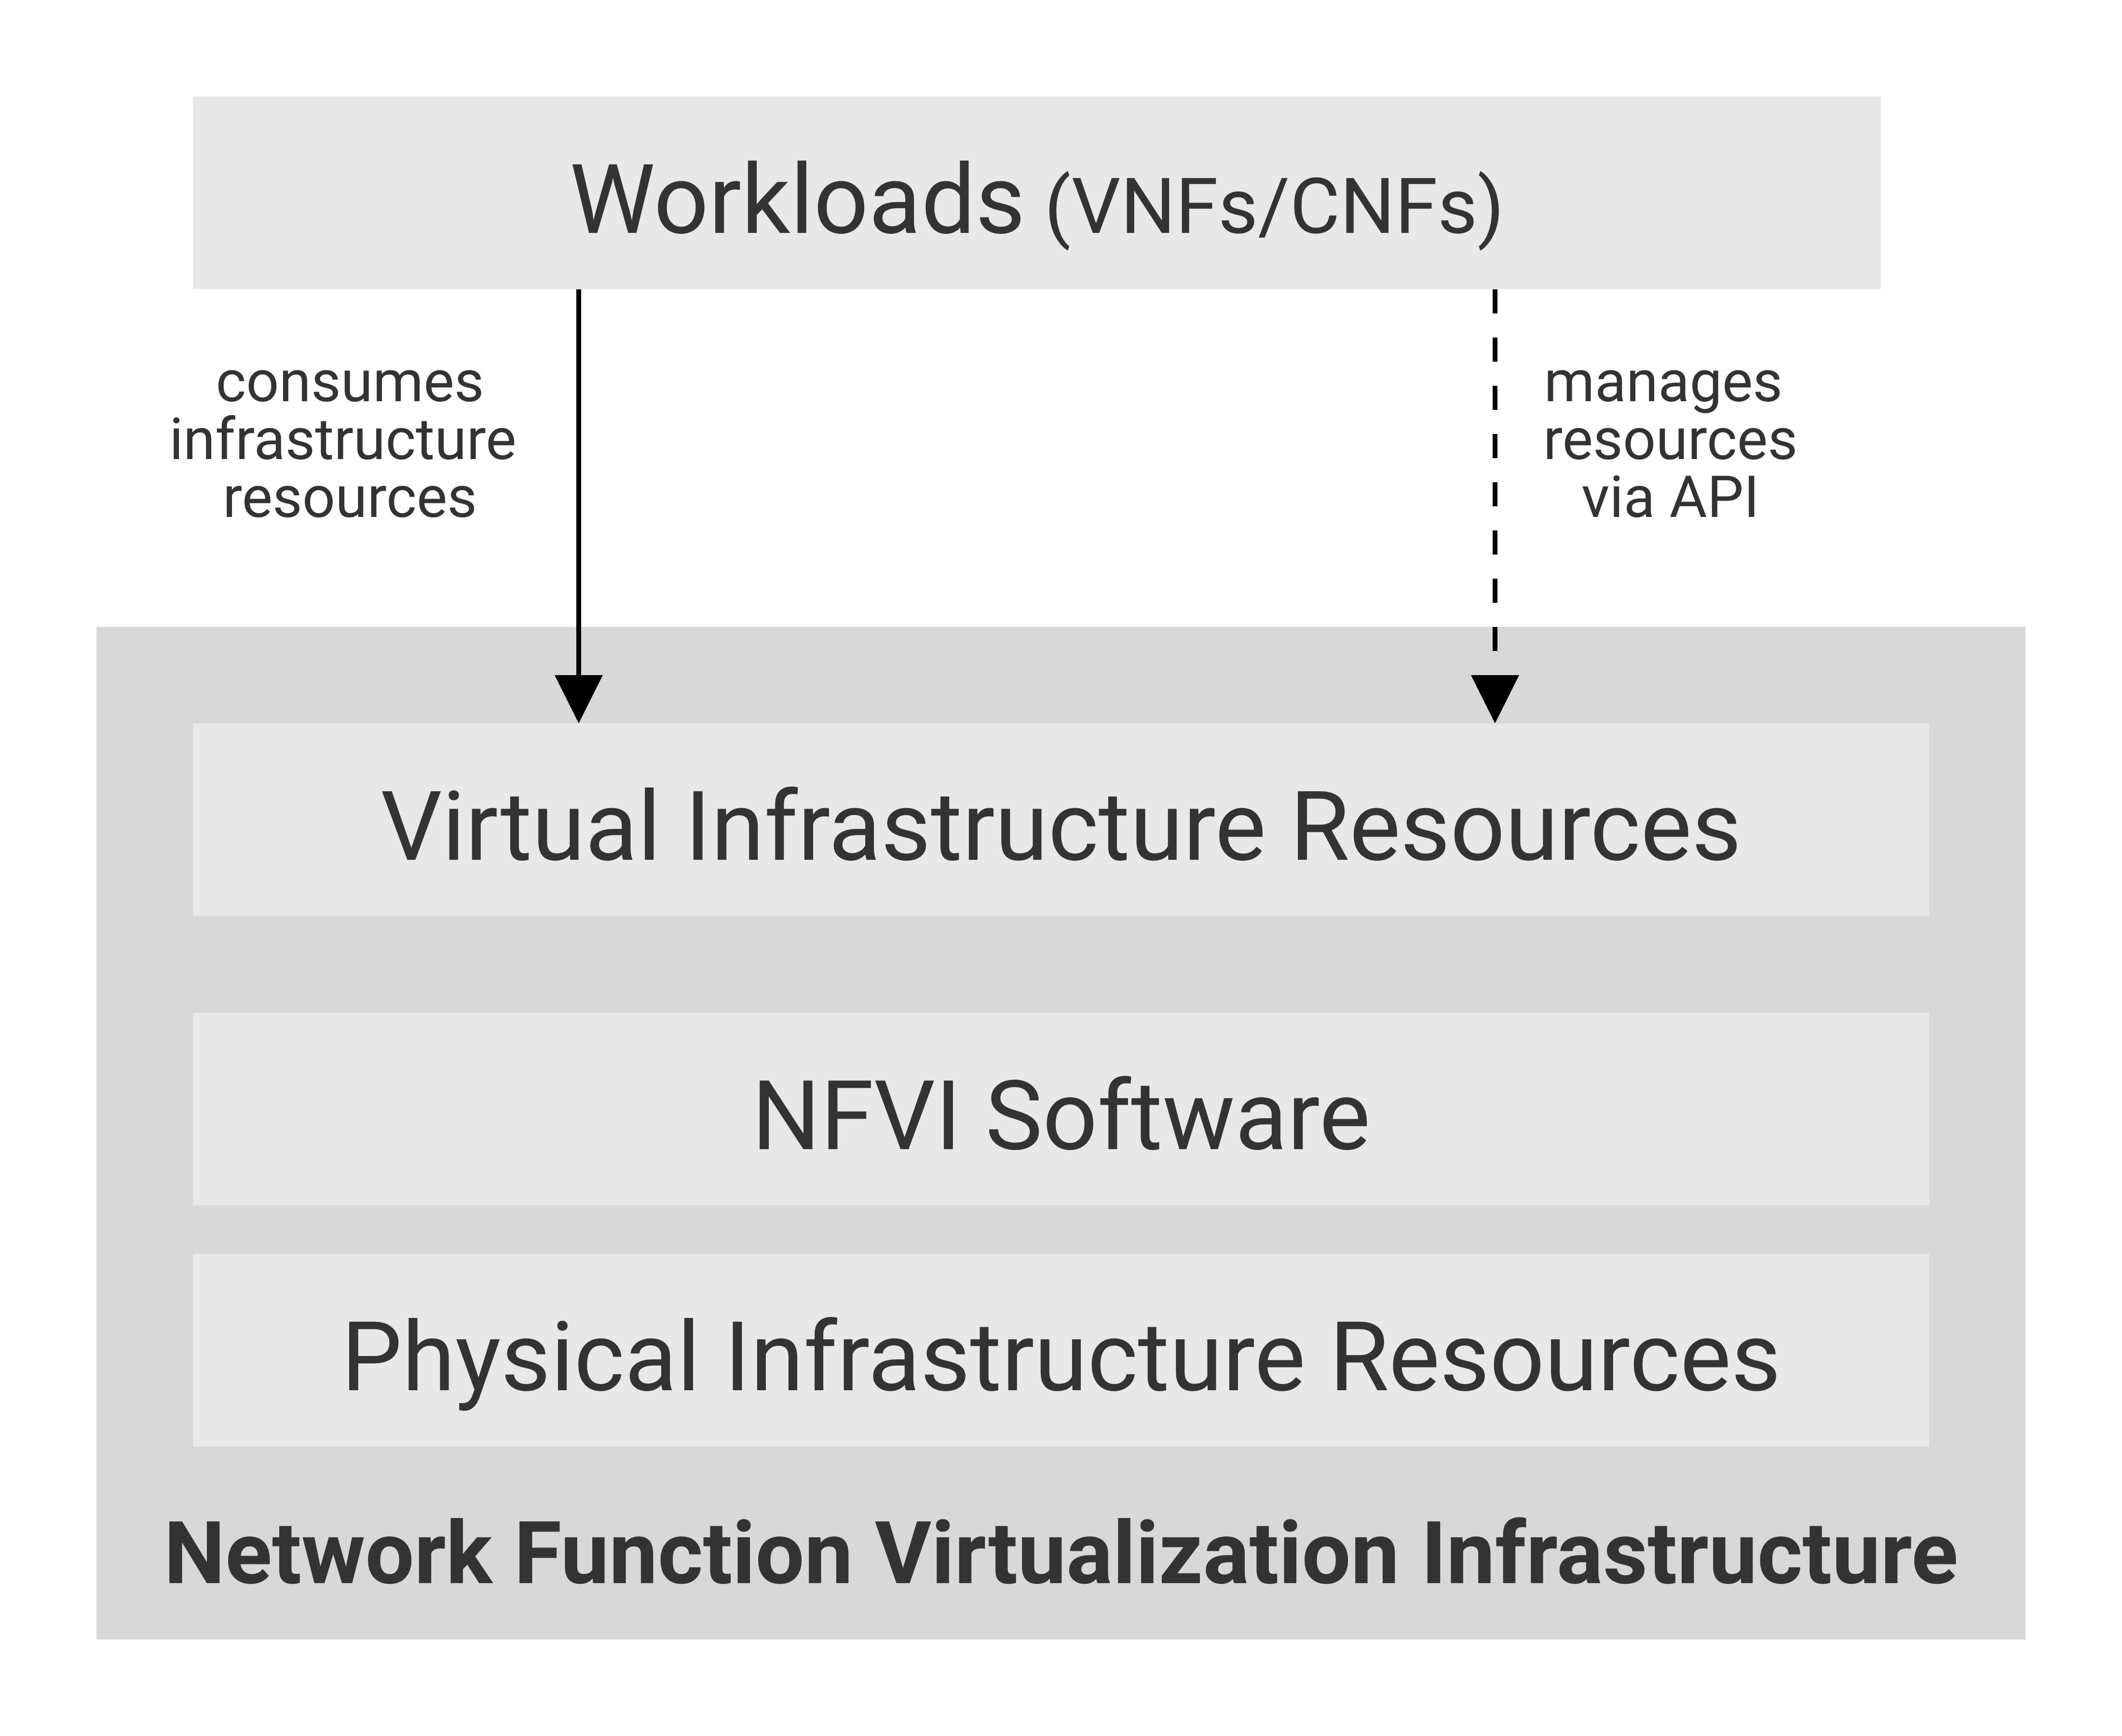 Workloads (VNFs/CNFs)
consumes
infrastructure
resources
manages
resources
via API
Virtual Infrastructure Resources
NFVI Software
Physical Infrastructure Resources
Network Function Virtualization Infrastructure